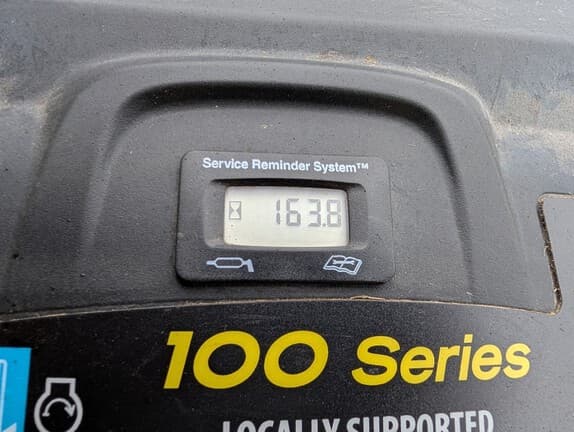 Service Reminder System™
163.8
100 Series
LOCALLY SUPPORTED